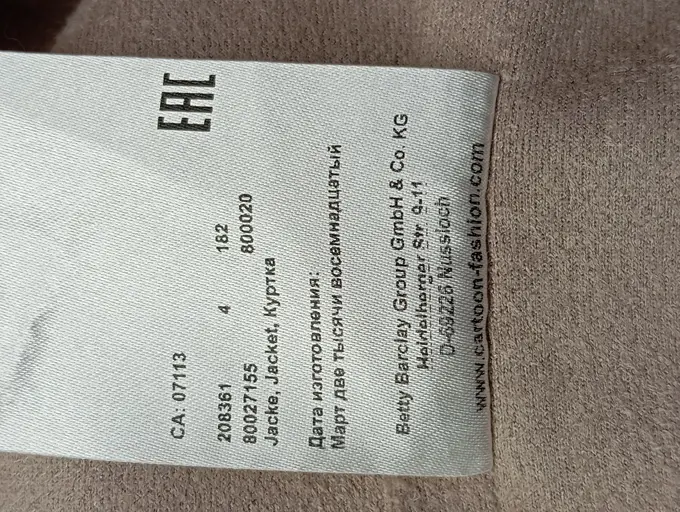 EAC
CA: 07113
208361 4 182
80027155 800020
Jacke, Jacket, Куртка
Дата изготовления:
Март две тысячи восемнадцатый
Betty Barclay Group GmbH & Co. KG
Heidelberger Str. 9-11
D-69226 Nussloch
www.cartoon-fashion.com